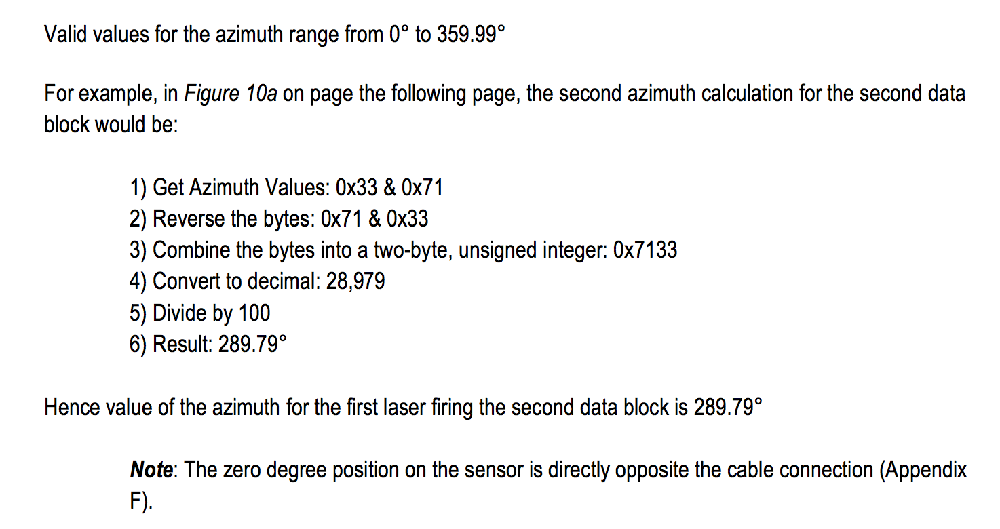 Valid values for the azimuth range from 0° to 359.99°
For example, in Figure 10a on page the following page, the second azimuth calculation for the second data
block would be:
1) Get Azimuth Values: 0x33 & 0x71
2) Reverse the bytes: 0x71 & 0x33
3) Combine the bytes into a two-byte, unsigned integer: 0x7133
4) Convert to decimal: 28,979
5) Divide by 100
6) Result: 289.79°
Hence value of the azimuth for the first laser firing the second data block is 289.79°
Note: The zero degree position on the sensor is directly opposite the cable connection (Appendix
F).